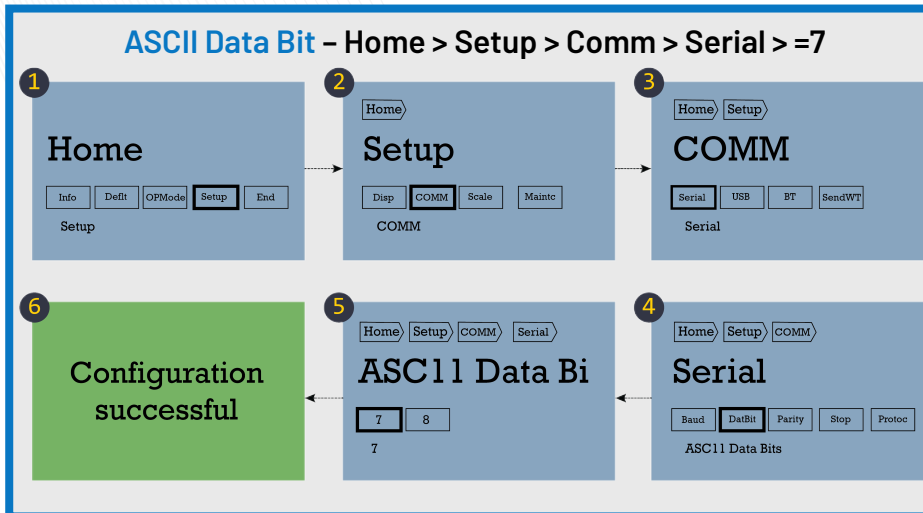 ASCII Data Bit – Home > Setup > Comm > Serial > =7
1
Home
Info Deflt OPMode Setup End
Setup
2
Home
Setup
Disp COMM Scale Maintc
COMM
3
Home Setup
COMM
Serial USB BT SendWT
Serial
6
Configuration
successful
5
Home Setup COMM Serial
ASC11 Data Bi
7 8
7
4
Home Setup COMM
Serial
Baud DatBit Parity Stop Protoc
ASC11 Data Bits